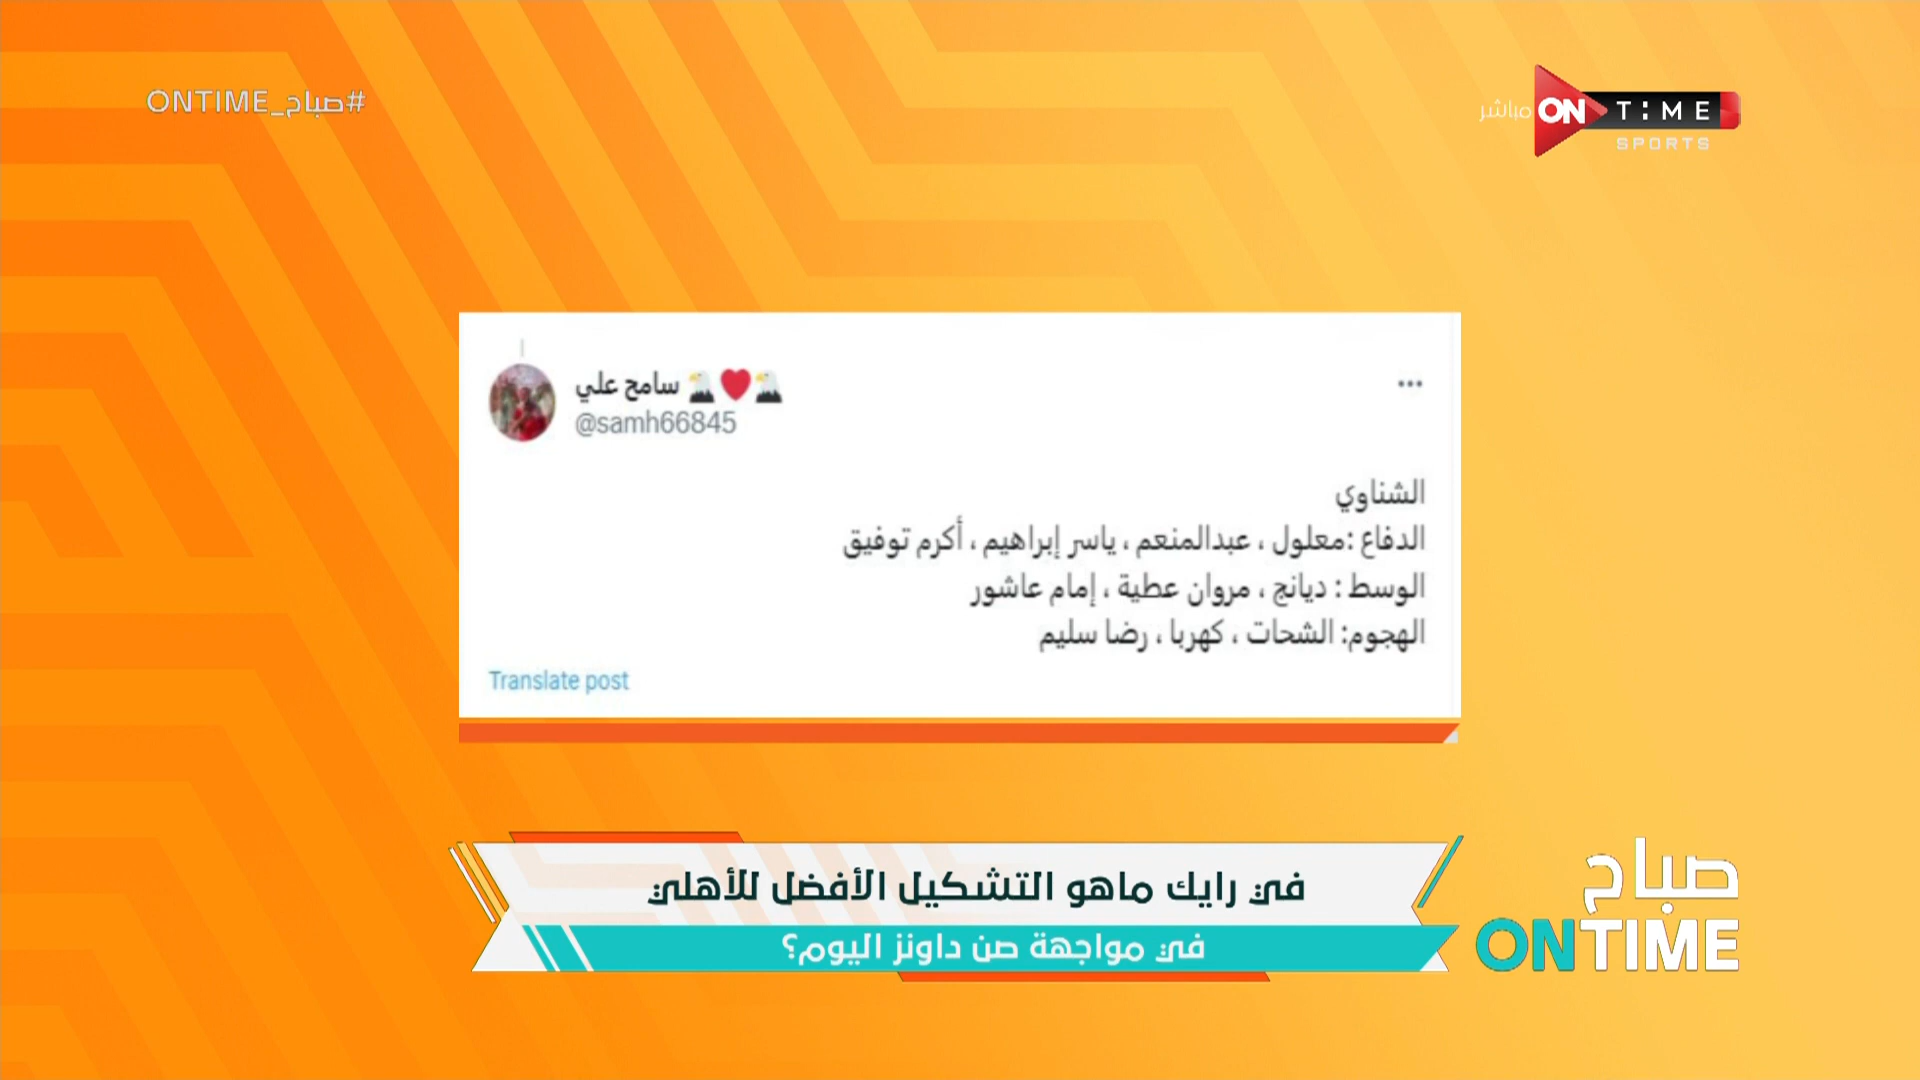 #صباح_ONTIME
مباشر ON TIME
SPORTS
سامح علي 🦅❤️🦅
@samh66845
الشناوي
الدفاع :معلول ، عبدالمنعم ، ياسر إبراهيم ، أكرم توفيق
الوسط : ديانج ، مروان عطية ، إمام عاشور
الهجوم: الشحات ، كهربا ، رضا سليم
Translate post
في رايك ماهو التشكيل الأفضل للأهلي
في مواجهة صن داونز اليوم؟
صباح
ONTIME